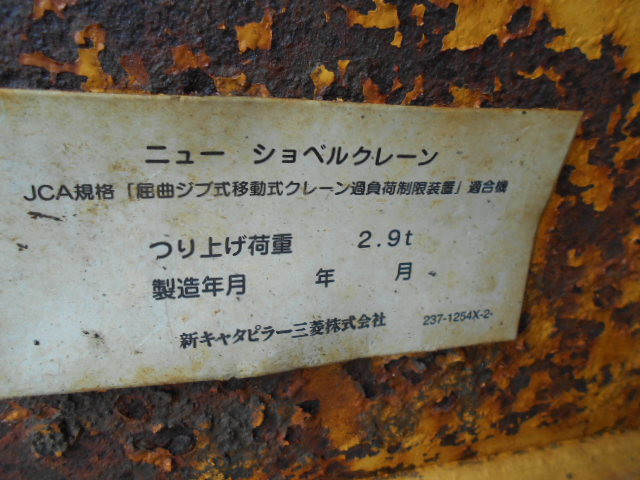 ニュー ショベルクレーン
JCA規格「屈曲ジブ式移動式クレーン過負荷制限装置」適合機
つり上げ荷重 2.9t
製造年月 年 月
新キャタピラー三菱株式会社 237-1254X-2-